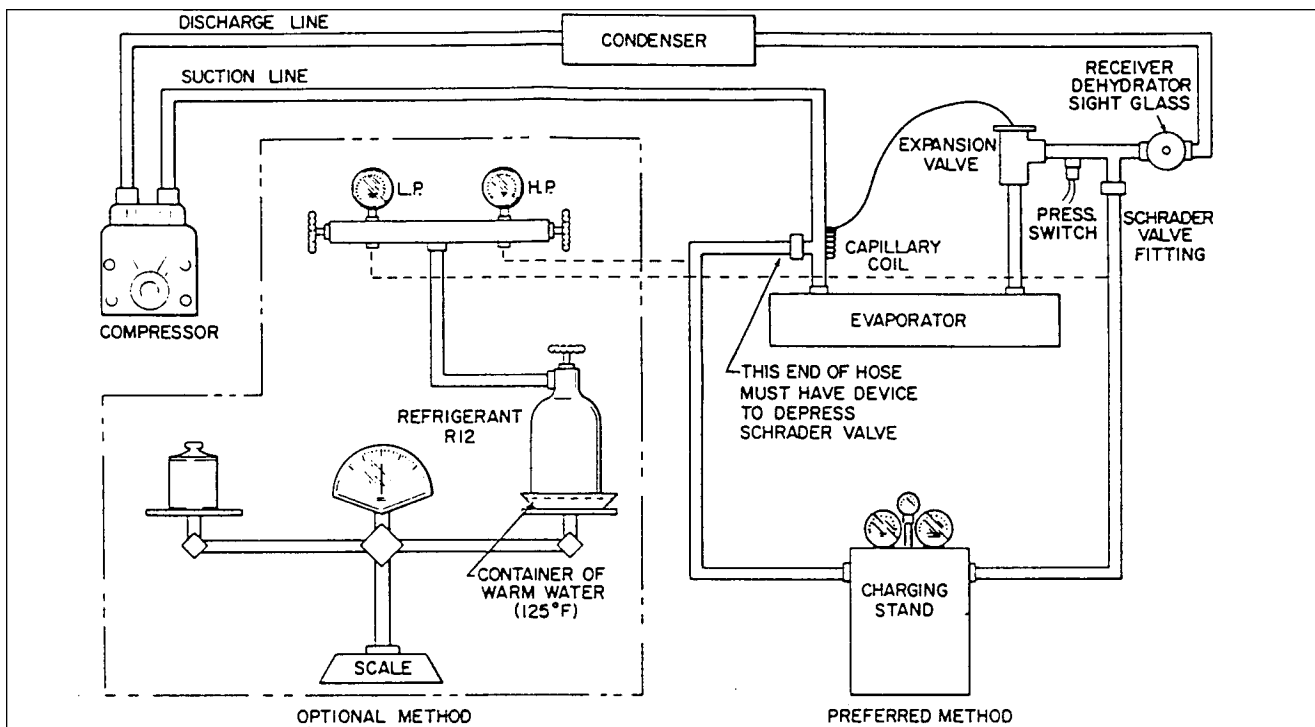 DISCHARGE LINE
CONDENSER
SUCTION LINE
RECEIVER
DEHYDRATOR
SIGHT GLASS
EXPANSION
VALVE
L.P.
H.P.
PRESS.
SWITCH
SCHRADER
VALVE
FITTING
CAPILLARY
COIL
COMPRESSOR
EVAPORATOR
THIS END OF HOSE
MUST HAVE DEVICE
TO DEPRESS
SCHRADER VALVE
REFRIGERANT
R12
CONTAINER OF
WARM WATER
(125°F)
CHARGING
STAND
SCALE
OPTIONAL METHOD
PREFERRED METHOD